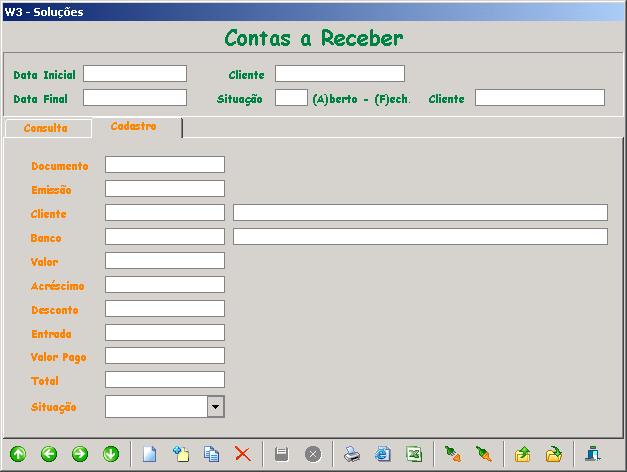 W3 - Soluções
Contas a Receber
Data Inicial Cliente
Data Final Situação (A)berto - (F)ech. Cliente
Consulta Cadastro
Documento
Emissão
Cliente
Banco
Valor
Acréscimo
Desconto
Entrada
Valor Pago
Total
Situação